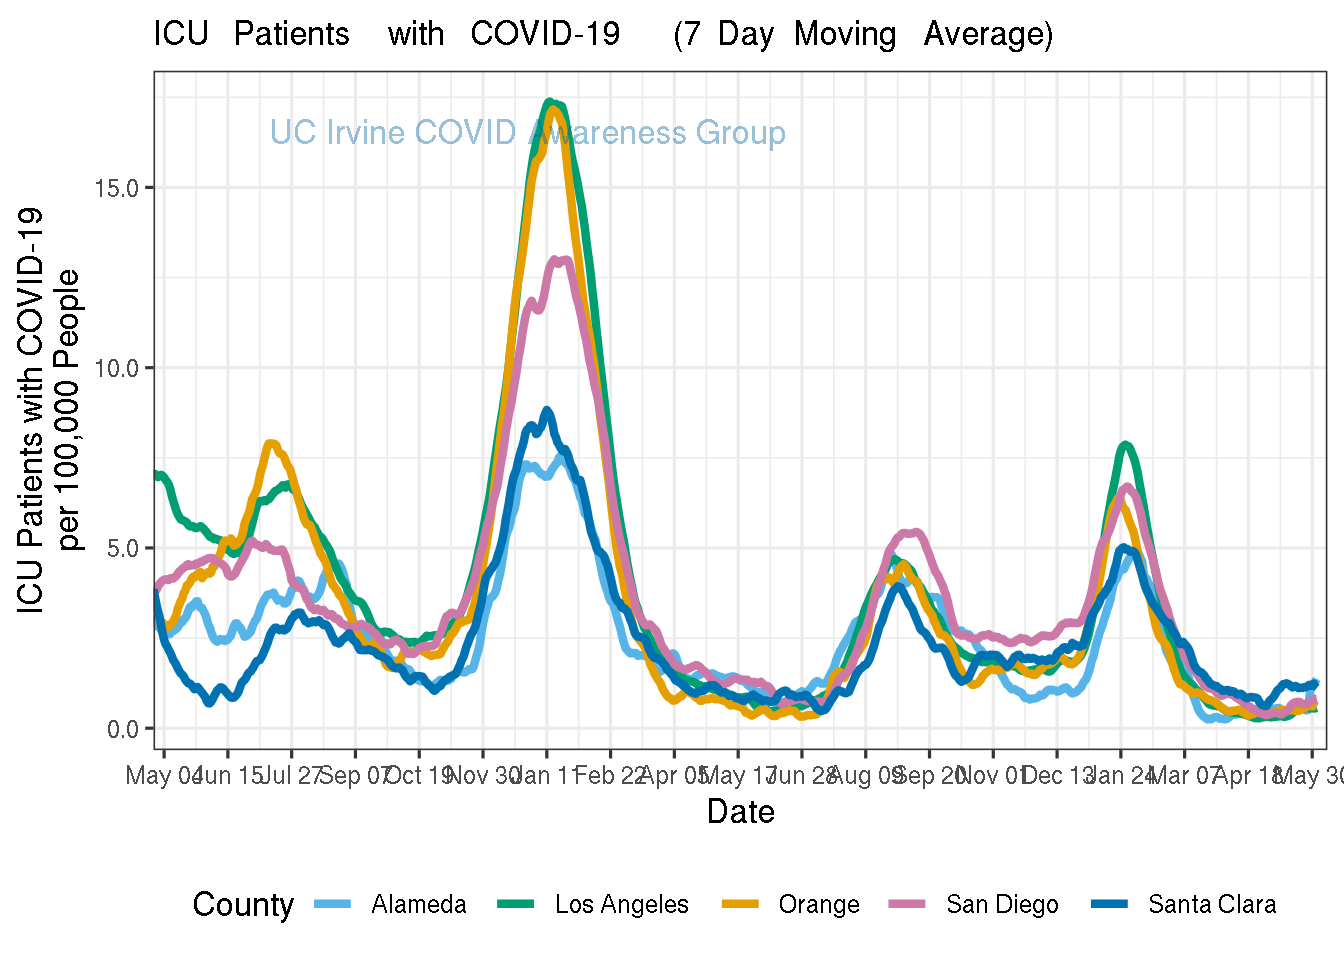 ICU Patients with COVID-19 (7 Day Moving Average)
UC Irvine COVID Awareness Group
ICU Patients with COVID-19
per 100,000 People
15.0
10.0
5.0
0.0
May 04 Jun 15 Jul 27 Sep 07 Oct 19 Nov 30 Jan 11 Feb 22 Apr 05 May 17 Jun 28 Aug 09 Sep 20 Nov 01 Dec 13 Jan 24 Mar 07 Apr 18 May 30
Date
County Alameda Los Angeles Orange San Diego Santa Clara